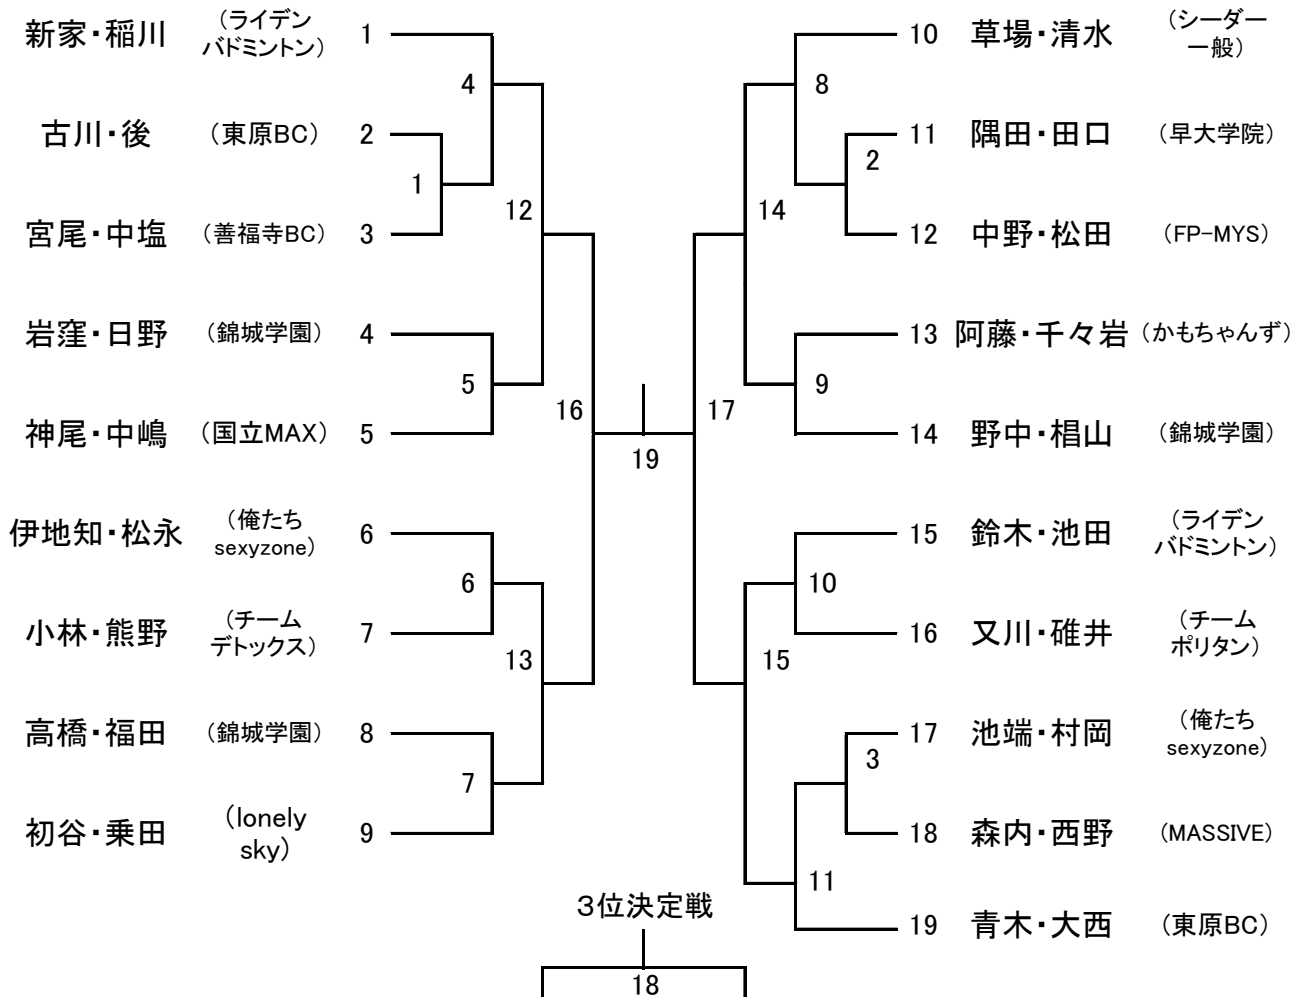 新家・稲川 （ライデン
バドミントン） 1
4
古川・後 （東原BC） 2
1
宮尾・中塩 （善福寺BC） 3
12
岩窪・日野 （錦城学園） 4
5
神尾・中嶋 （国立MAX） 5
16
伊地知・松永 （俺たち
sexyzone） 6
6
小林・熊野 （チーム
デトックス） 7
13
高橋・福田 （錦城学園） 8
7
初谷・乗田 （lonely
sky） 9
19
10 草場・清水 （シーダー
一般）
8
11 隅田・田口 （早大学院）
2
12 中野・松田 （FP-MYS）
14
13 阿藤・千々岩 （かもちゃんず）
9
14 野中・椙山 （錦城学園）
17
15 鈴木・池田 （ライデン
バドミントン）
10
16 又川・碓井 （チーム
ポリタン）
15
17 池端・村岡 （俺たち
sexyzone）
3
18 森内・西野 （MASSIVE）
11
19 青木・大西 （東原BC）
３位決定戦
18